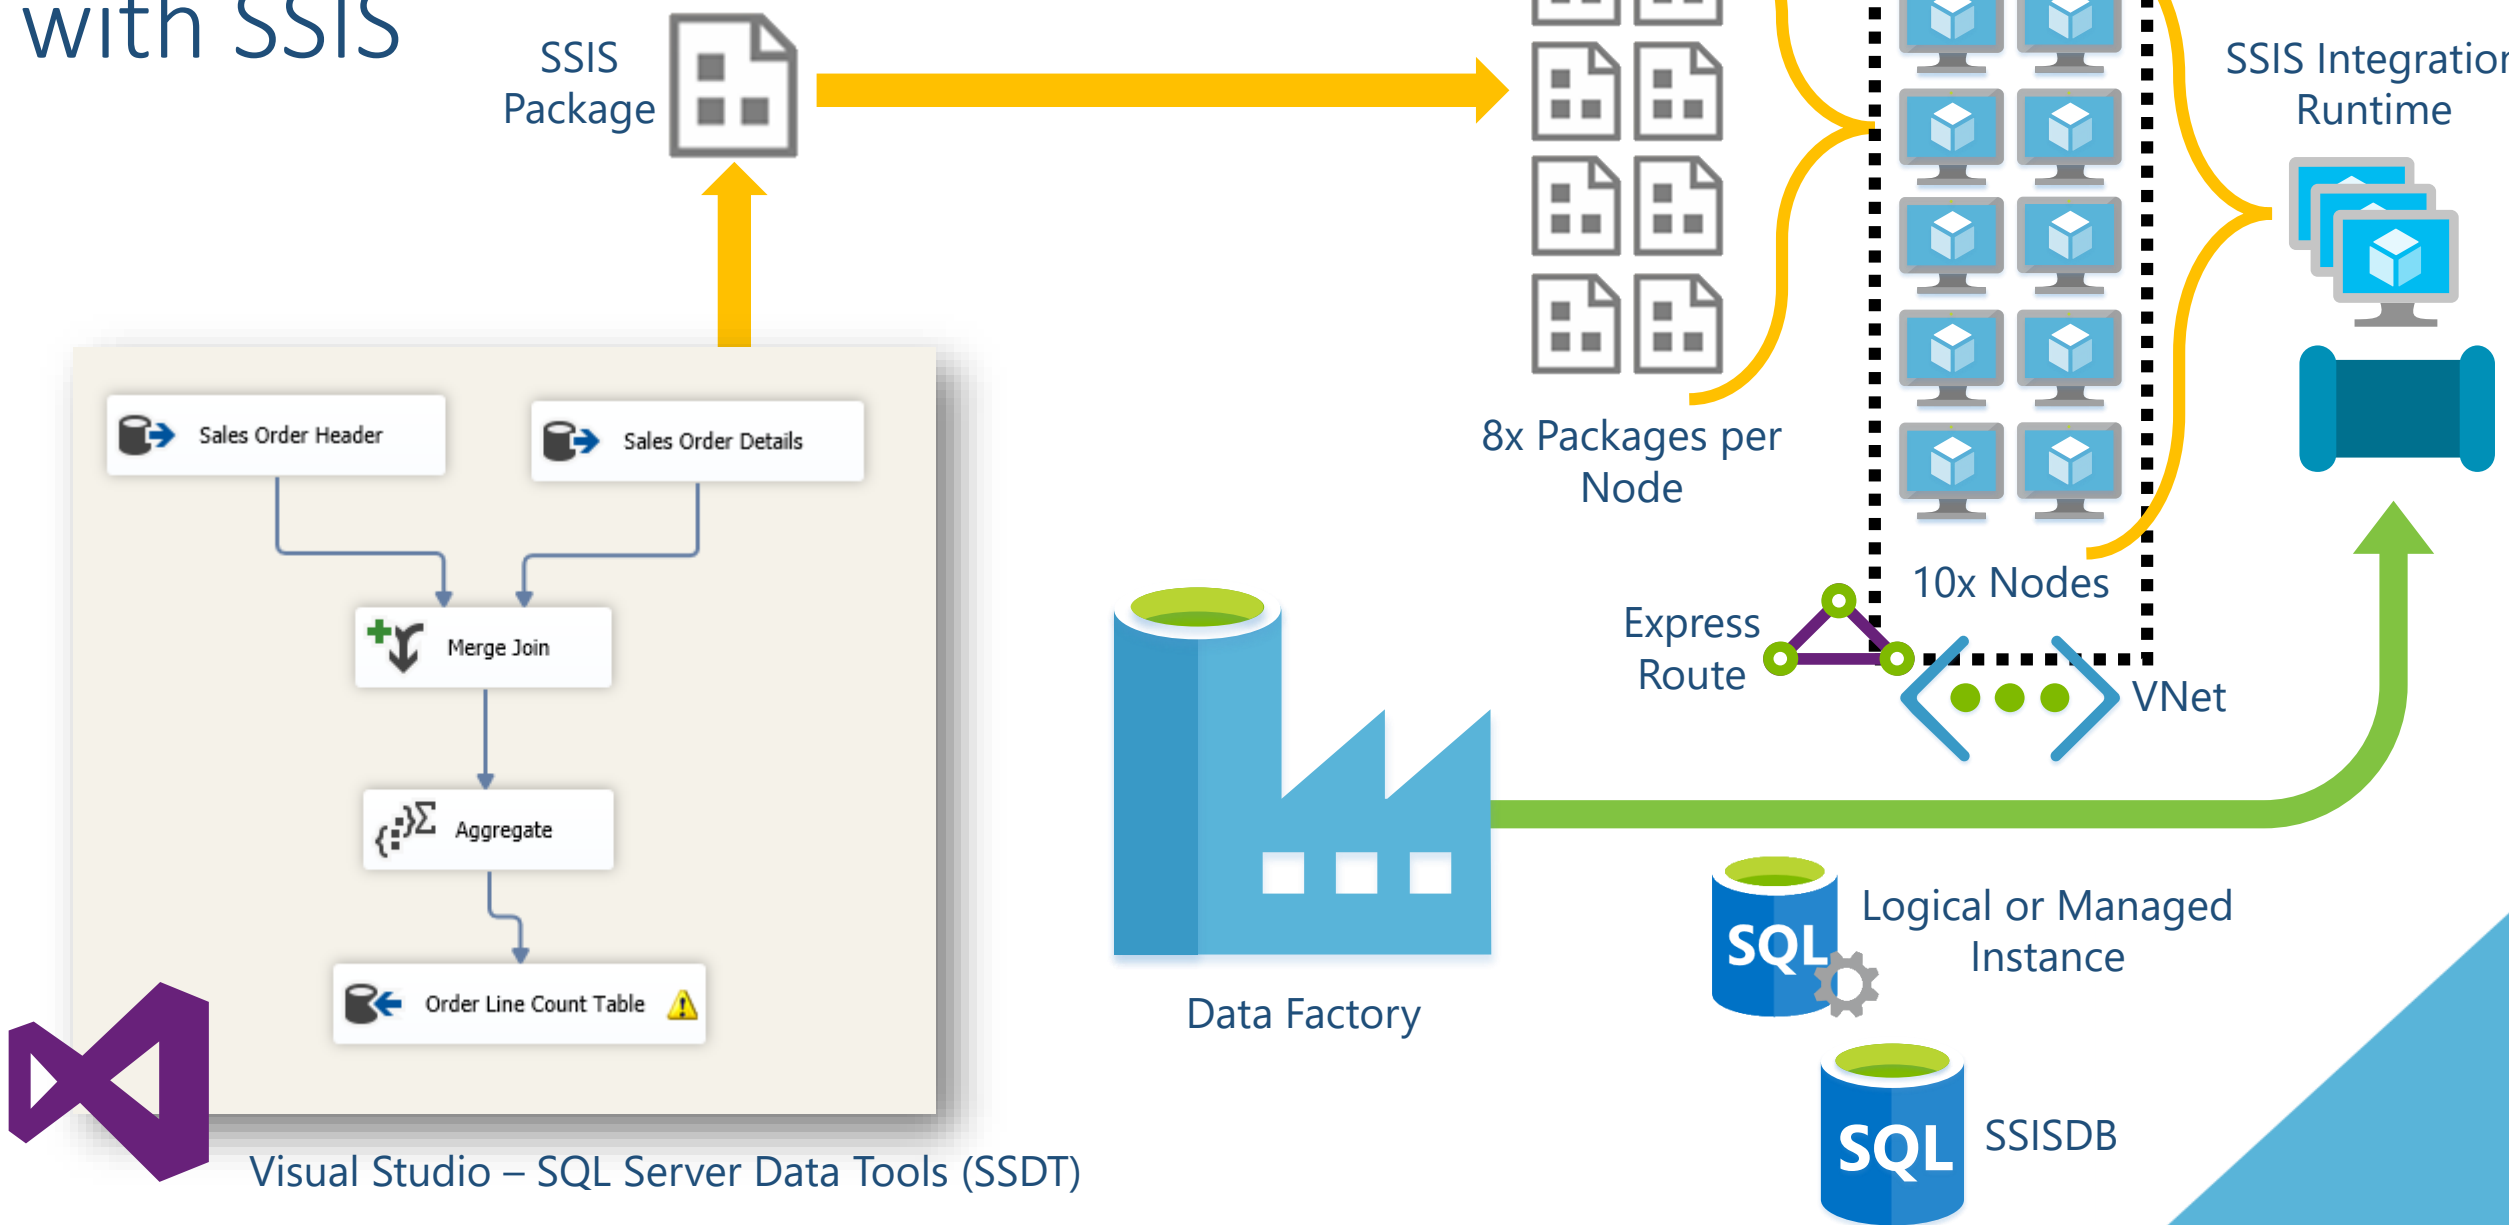 with SSIS
SSIS
Package
SSIS Integration
Runtime
Sales Order Header
Sales Order Details
8x Packages per
Node
Merge Join
10x Nodes
Express
Route
VNet
Aggregate
SQL
Logical or Managed
Instance
Order Line Count Table
Data Factory
SQL
SSISDB
Visual Studio – SQL Server Data Tools (SSDT)